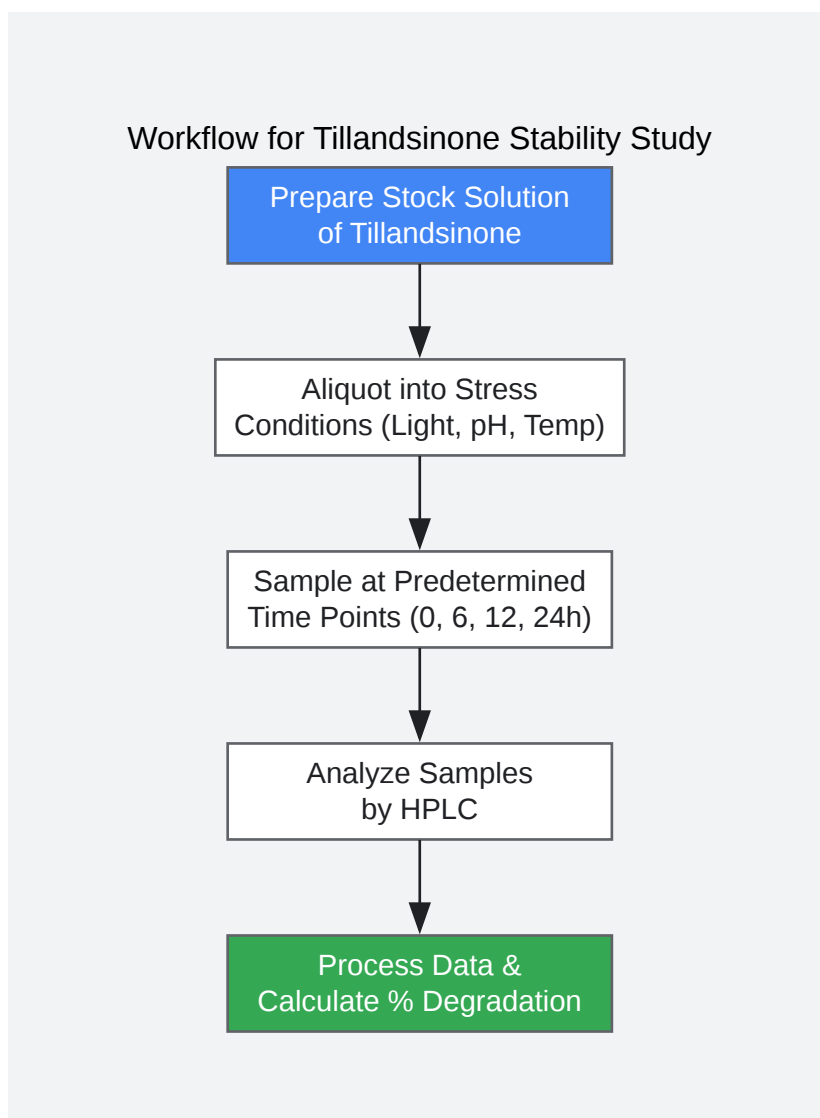 Workflow for Tillandsinone Stability Study
Prepare Stock Solution
of Tillandsinone
Aliquot into Stress
Conditions (Light, pH, Temp)
Sample at Predetermined
Time Points (0, 6, 12, 24h)
Analyze Samples
by HPLC
Process Data &
Calculate % Degradation